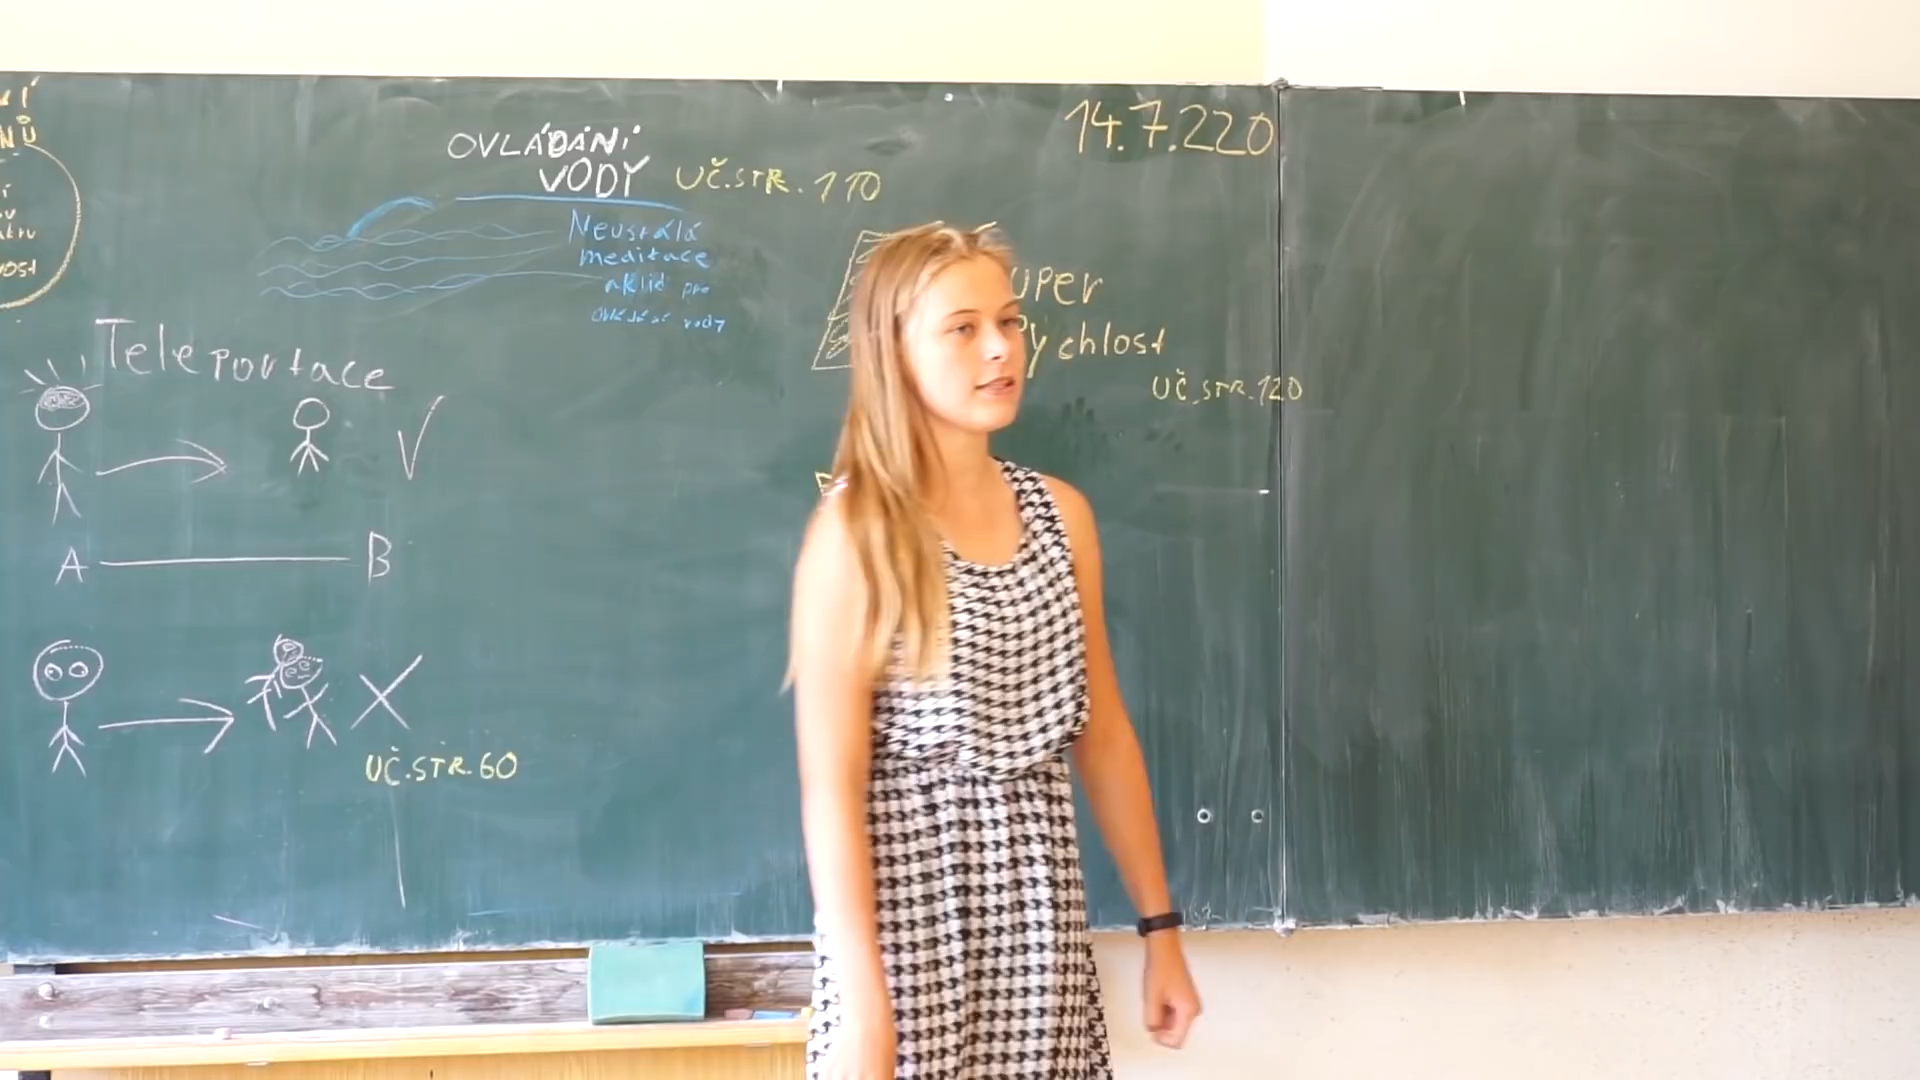 14.7.220
OVLÁDÁNÍ
VODY
UČ.STR.110
Neustálá
meditace
a klid pro
ovládání vody
uper
ychlost
UČ.STR.120
Teleportace
A
B
UČ.STR.60